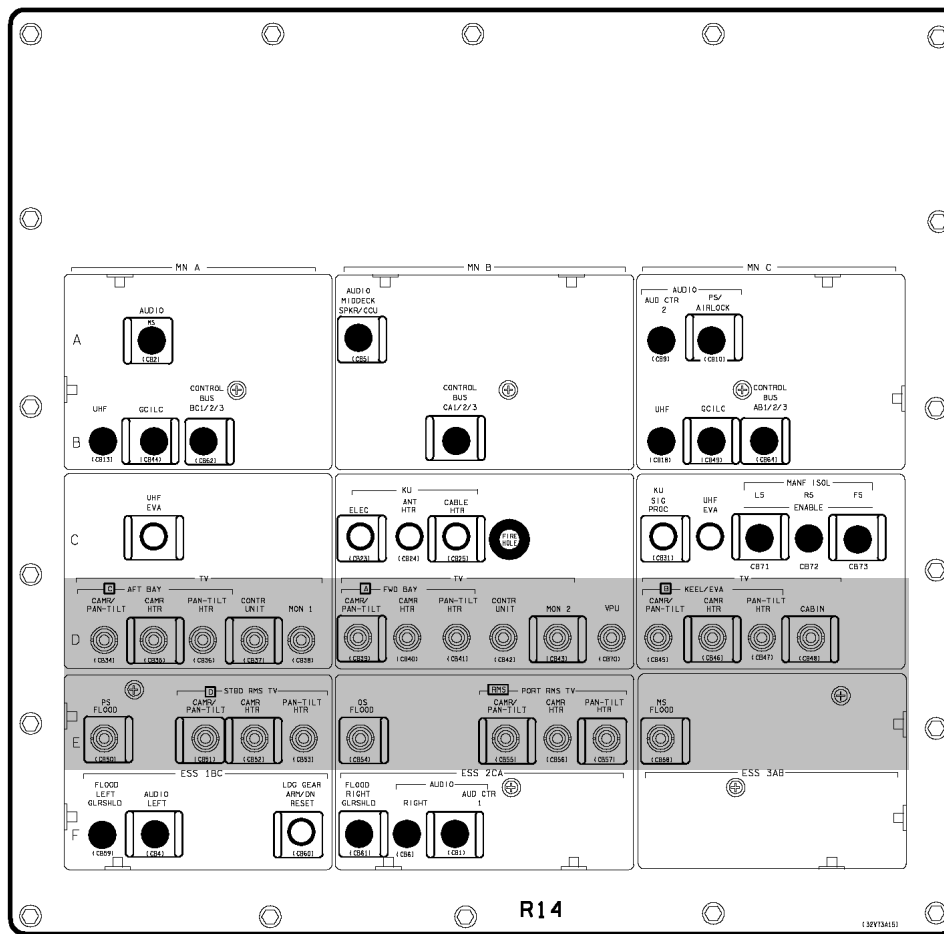 MN A MN B MN C
A
AUDIO
MS
(CB2)
AUDIO
MIDDECK
SPKR/CCU
(CB5)
AUDIO
AUD CTR
2
(CB9)
PS/
AIRLOCK
(CB10)
B
UHF
(CB13)
GCILC
(CB44)
CONTROL
BUS
BC1/2/3
(CB62)
CONTROL
BUS
CA1/2/3
UHF
(CB18)
GCILC
(CB49)
CONTROL
BUS
AB1/2/3
(CB64)
C
UHF
EVA
KU
ELEC
(CB23)
ANT
HTR
(CB24)
CABLE
HTR
(CB25)
FIRE
HOLE
KU
SIG
PROC
(CB31)
UHF
EVA
MANF ISOL
L5 R5 F5
ENABLE
CB71 CB72 CB73
D
TV
C AFT BAY
CAMR/
PAN-TILT
(CB34)
CAMR
HTR
(CB35)
PAN-TILT
HTR
(CB36)
CONTR
UNIT
(CB37)
MON 1
(CB38)
TV
A FWD BAY
CAMR/
PAN-TILT
(CB39)
CAMR
HTR
(CB40)
PAN-TILT
HTR
(CB41)
CONTR
UNIT
(CB42)
MON 2
(CB43)
VPU
(CB70)
TV
B KEEL/EVA
CAMR/
PAN-TILT
(CB45)
CAMR
HTR
(CB46)
PAN-TILT
HTR
(CB47)
CABIN
(CB48)
E
PS
FLOOD
(CB50)
D STBD RMS TV
CAMR/
PAN-TILT
(CB51)
CAMR
HTR
(CB52)
PAN-TILT
HTR
(CB53)
OS
FLOOD
(CB54)
RMS PORT RMS TV
CAMR/
PAN-TILT
(CB55)
CAMR
HTR
(CB56)
PAN-TILT
HTR
(CB57)
MS
FLOOD
(CB58)
ESS 1BC ESS 2CA ESS 3AB
F
FLOOD
LEFT
GLRSHLD
(CB59)
AUDIO
LEFT
(CB4)
LDG GEAR
ARM/DN
RESET
(CB60)
FLOOD
RIGHT
GLRSHLD
(CB61)
AUDIO
RIGHT
(CB6)
AUD CTR
1
(CB1)
R14
(32V73A15)